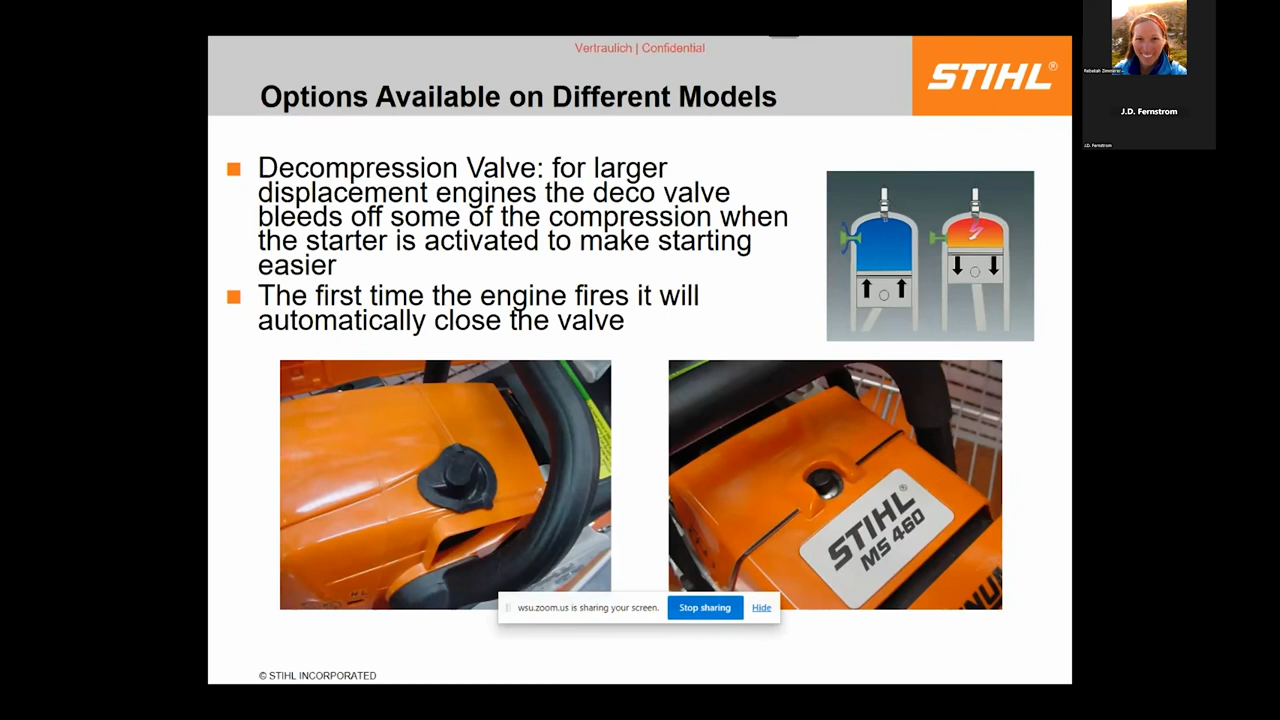 Vertraulich | Confidential
STIHL®
Options Available on Different Models
Decompression Valve: for larger
displacement engines the deco valve
bleeds off some of the compression when
the starter is activated to make starting
easier
The first time the engine fires it will
automatically close the valve
STIHL®
MS 460
wsu.zoom.us is sharing your screen.
Stop sharing
Hide
© STIHL INCORPORATED
Rebekah Zimmerer
J.D. Fernstrom
J.D. Fernstrom